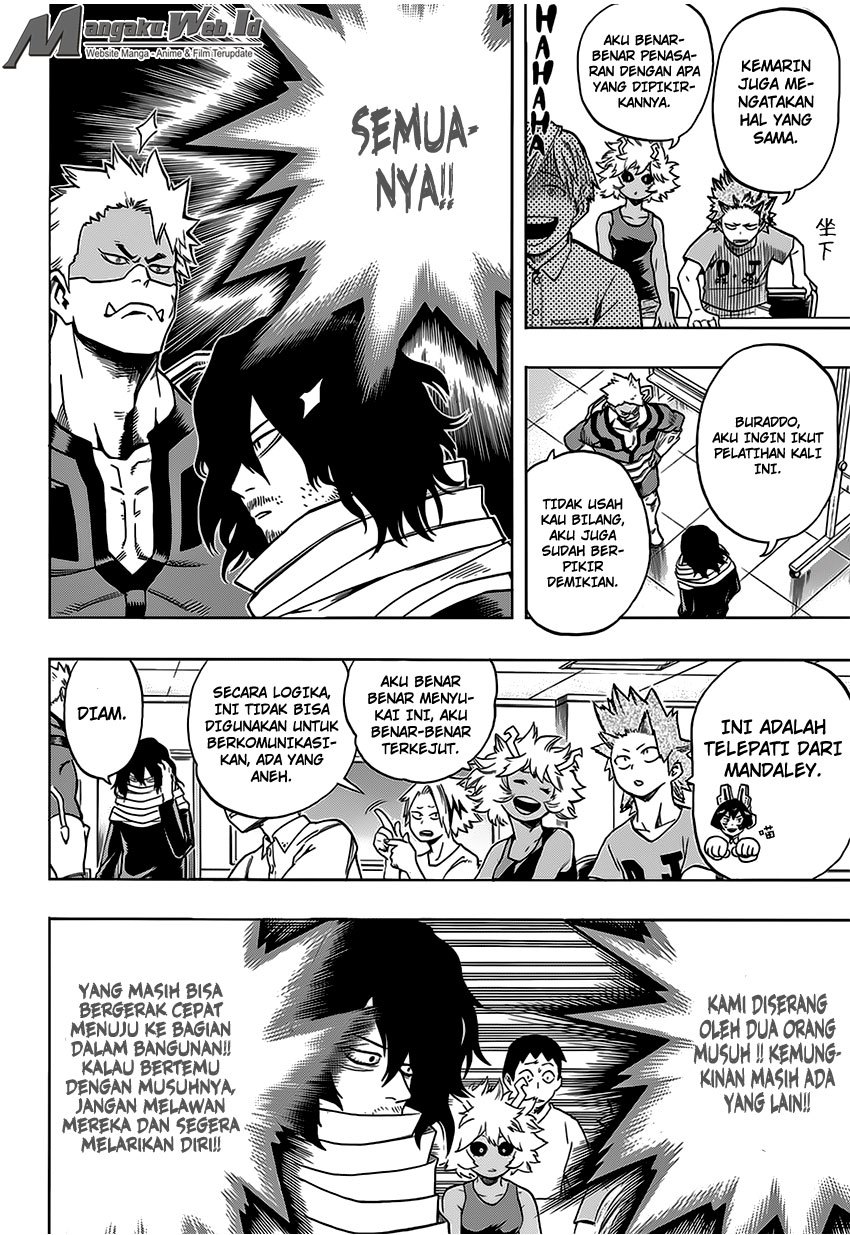 Mangaku.Web.Id
Website Manga - Anime & Film Terupdate
KEMARIN
JUGA ME-
NGATAKAN
HAL YANG
SAMA.
AKU BENAR-
BENAR PENASA-
RAN DENGAN APA
YANG DIPIKIR-
KANNYA.
HAHAHA
坐
下
D J
BURADDO,
AKU INGIN IKUT
PELATIHAN KALI
INI.
TIDAK USAH
KAU BILANG,
AKU JUGA
SUDAH BER-
PIKIR
DEMIKIAN.
SEMUA-
NYA!!
INI ADALAH
TELEPATI DARI
MANDALEY.
喵
D J
AKU BENAR
BENAR MENYU-
KAI INI, AKU
BENAR-BENAR
TERKEJUT.
SECARA LOGIKA,
INI TIDAK BISA
DIGUNAKAN UNTUK
BERKOMUNIKASI-
KAN, ADA YANG
ANEH.
DIAM.
KAMI DISERANG
OLEH DUA ORANG
MUSUH !! KEMUNG-
KINAN MASIH ADA
YANG LAIN!!
YANG MASIH BISA
BERGERAK CEPAT
MENUJU KE BAGIAN
DALAM BANGUNAN!!
KALAU BERTEMU
DENGAN MUSUHNYA,
JANGAN MELAWAN
MEREKA DAN SEGERA
MELARIKAN DIRI!!